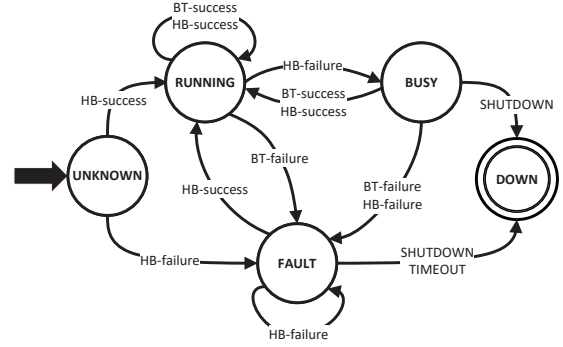 BT-success
HB-success
RUNNING
HB-failure
BUSY
BT-success
HB-success
HB-success
SHUTDOWN
BT-failure
UNKNOWN
HB-success
BT-failure
HB-failure
DOWN
HB-failure
FAULT
SHUTDOWN
TIMEOUT
HB-failure